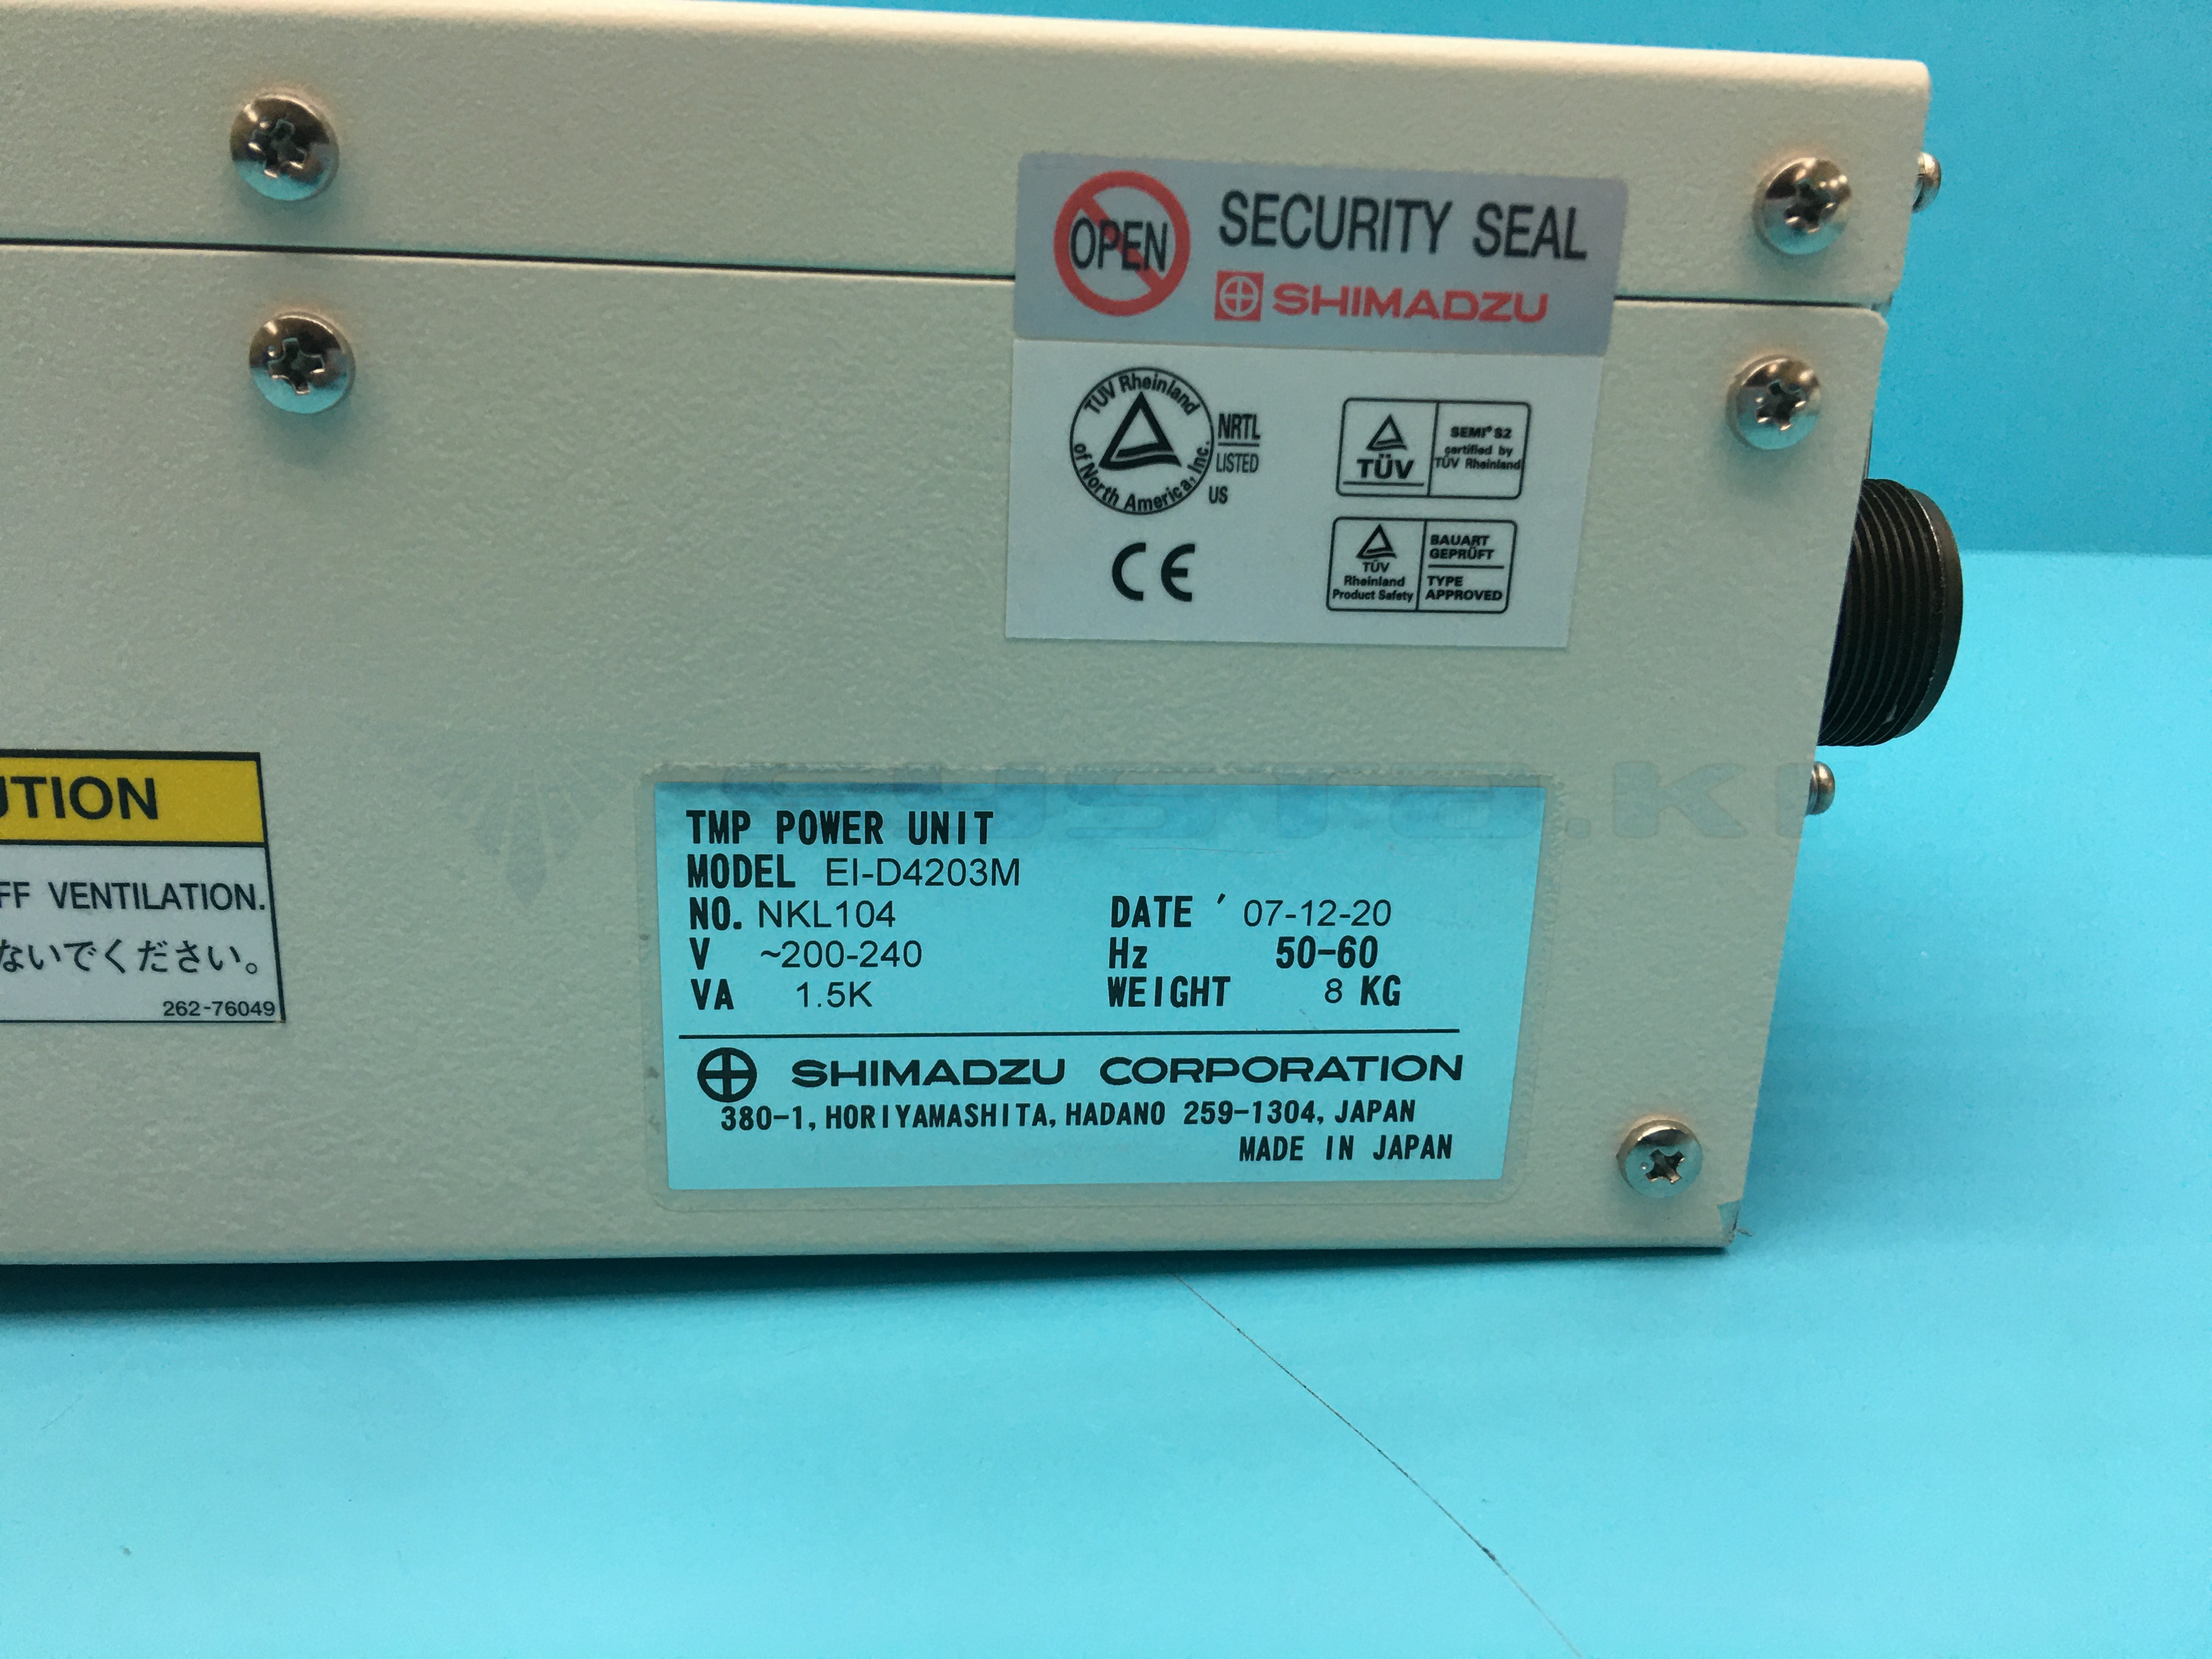 OPEN
SECURITY SEAL
SHIMADZU
TÜV Rheinland
of North America, Inc.
NRTL
LISTED
US
TÜV
SEMI® S2
certified by
TÜV Rheinland
CE
TÜV
Rheinland
Product Safety
BAUART
GEPRÜFT
TYPE
APPROVED
UTION
FF VENTILATION.
ないでください。
262-76049
TMP POWER UNIT
MODEL EI-D4203M
NO. NKL104 DATE ' 07-12-20
V ~200-240 Hz 50-60
VA 1.5K WEIGHT 8 KG
SHIMADZU CORPORATION
380-1, HORIYAMASHITA, HADANO 259-1304, JAPAN
MADE IN JAPAN